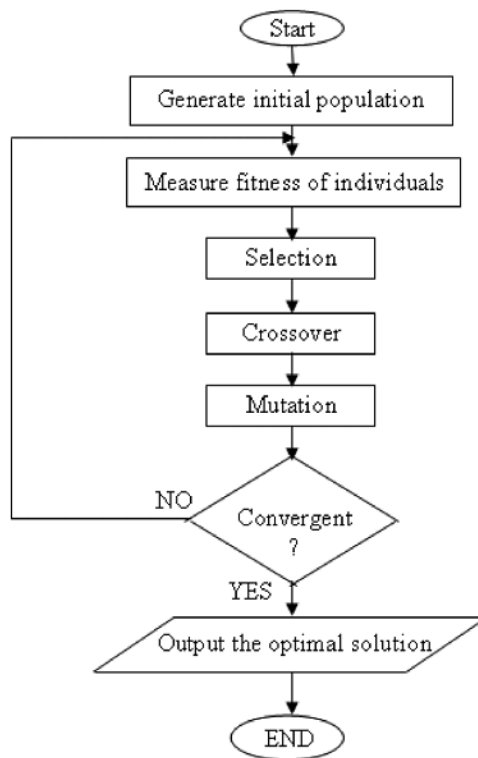 Start
Generate initial population
Measure fitness of individuals
Selection
Crossover
Mutation
NO
Convergent
?
YES
Output the optimal solution
END